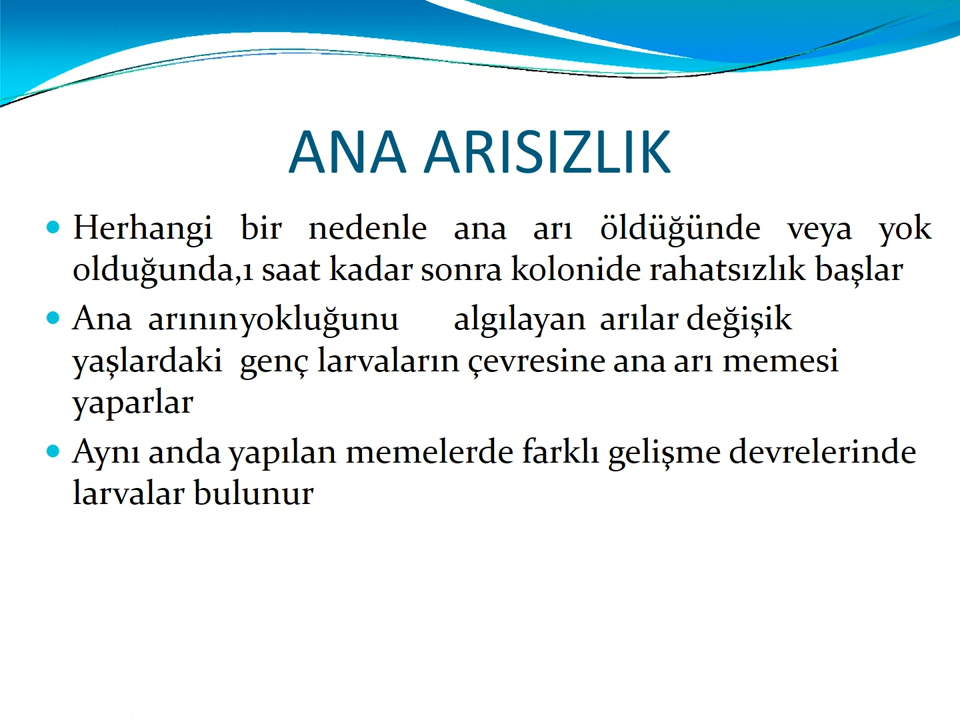 ANA ARISIZLIK
• Herhangi bir nedenle ana arı öldüğünde veya yok
olduğunda,1 saat kadar sonra kolonide rahatsızlık başlar
• Ana arınınyokluğunu algılayan arılar değişik
yaşlardaki genç larvaların çevresine ana arı memesi
yaparlar
• Aynı anda yapılan memelerde farklı gelişme devrelerinde
larvalar bulunur